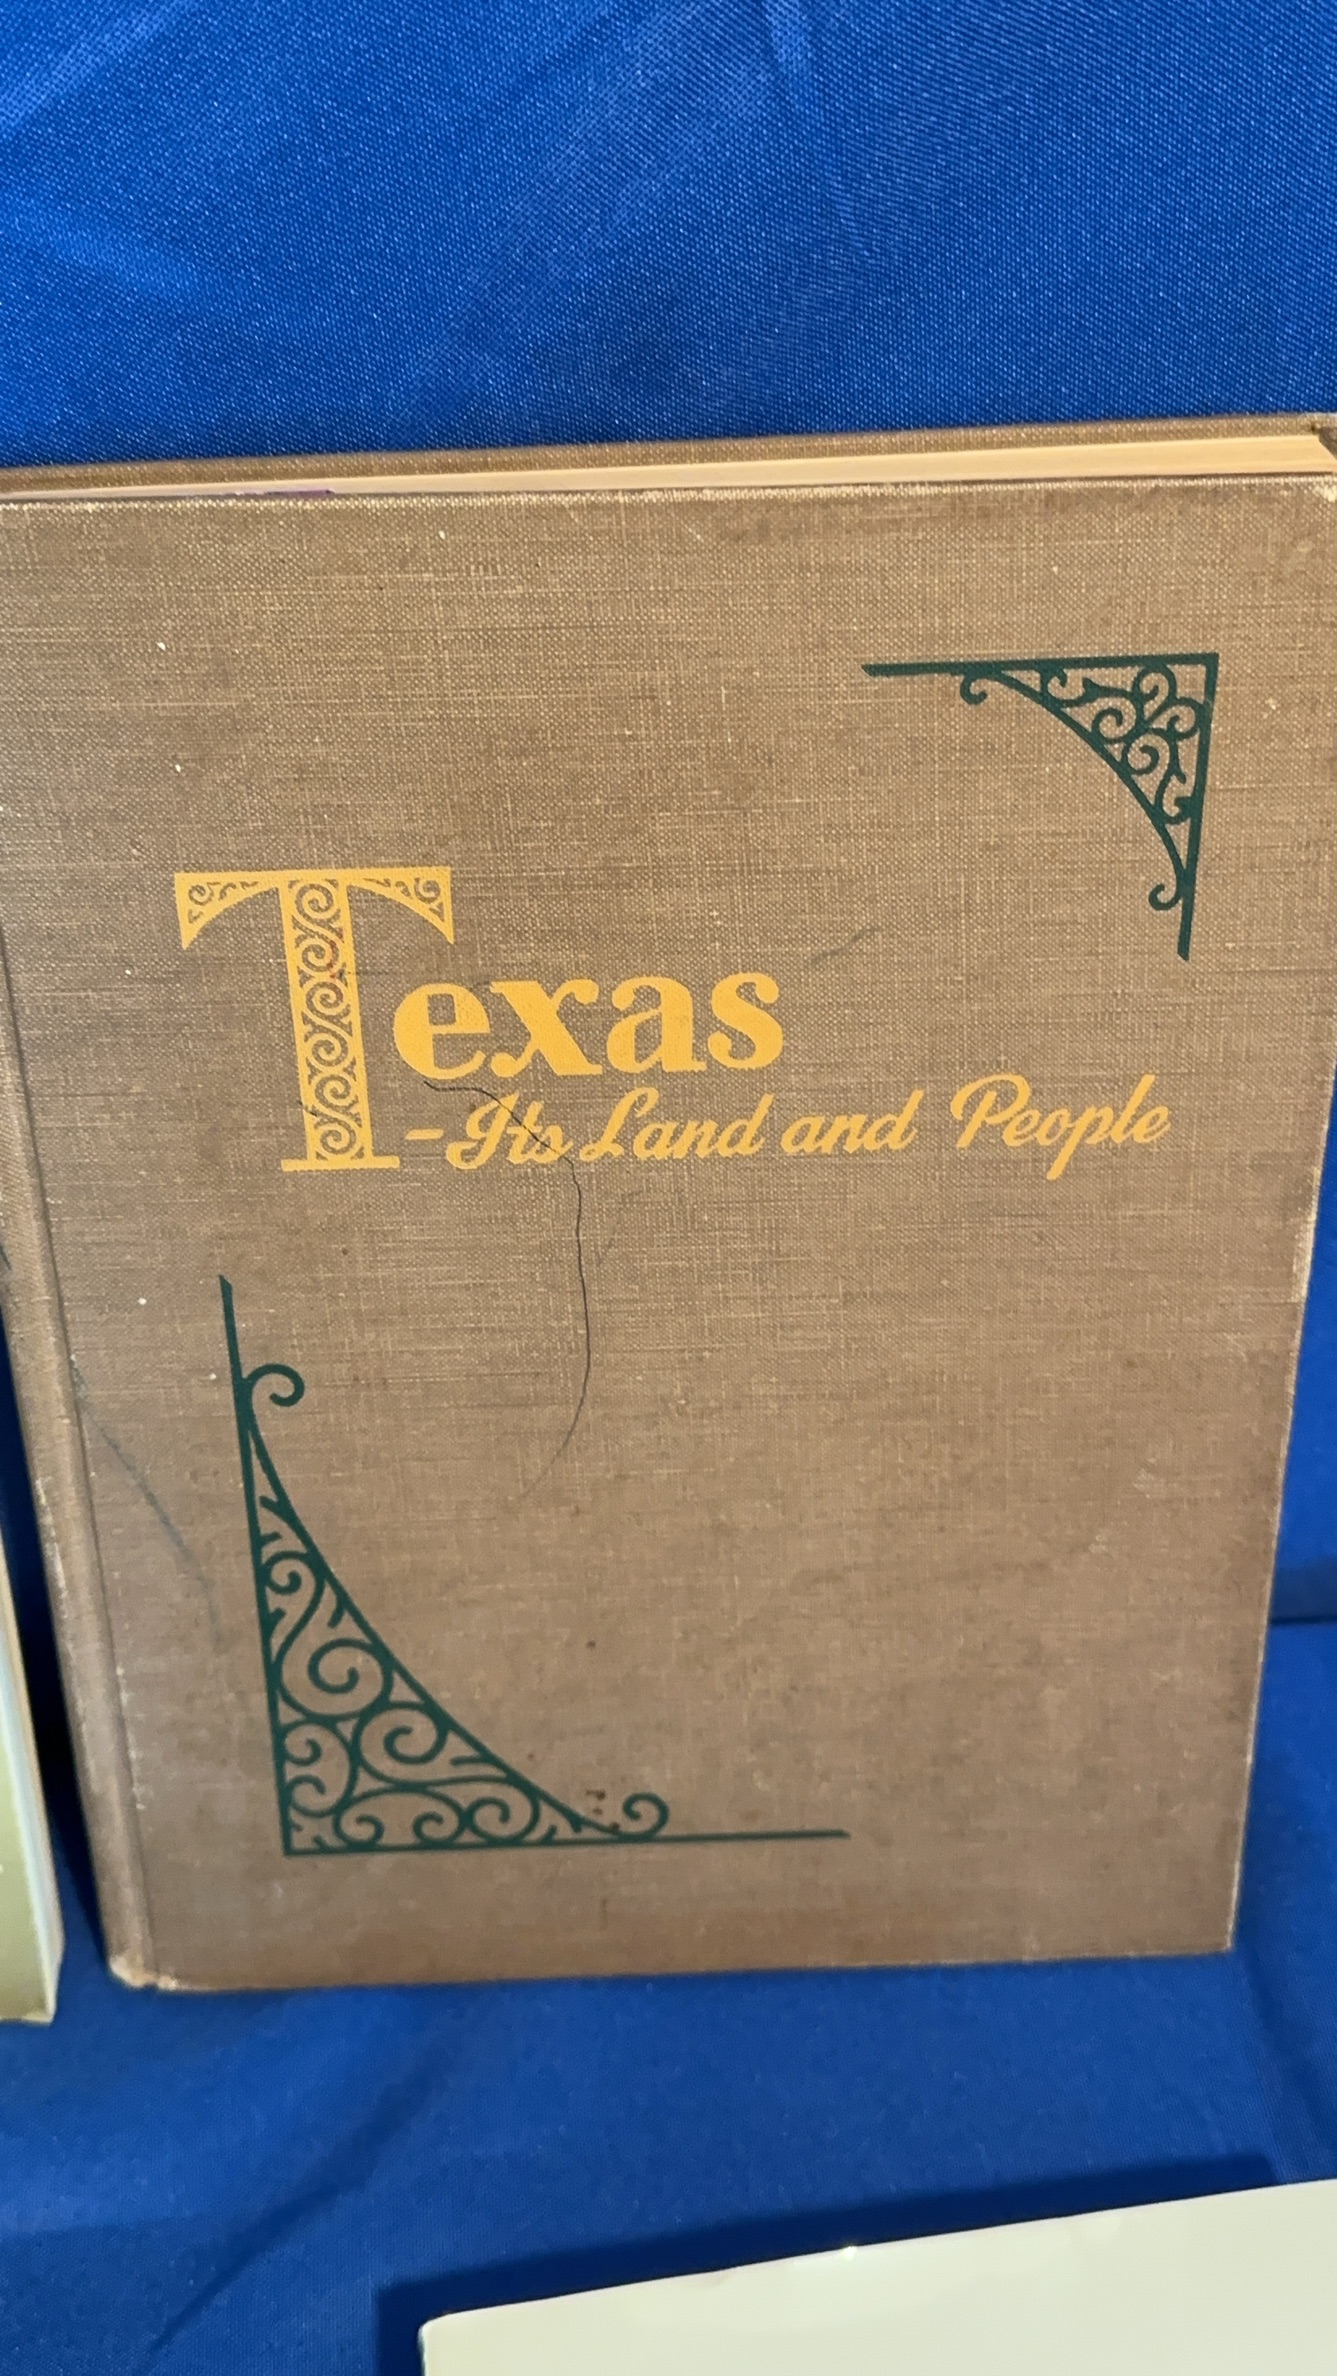 Texas
- Its Land and People